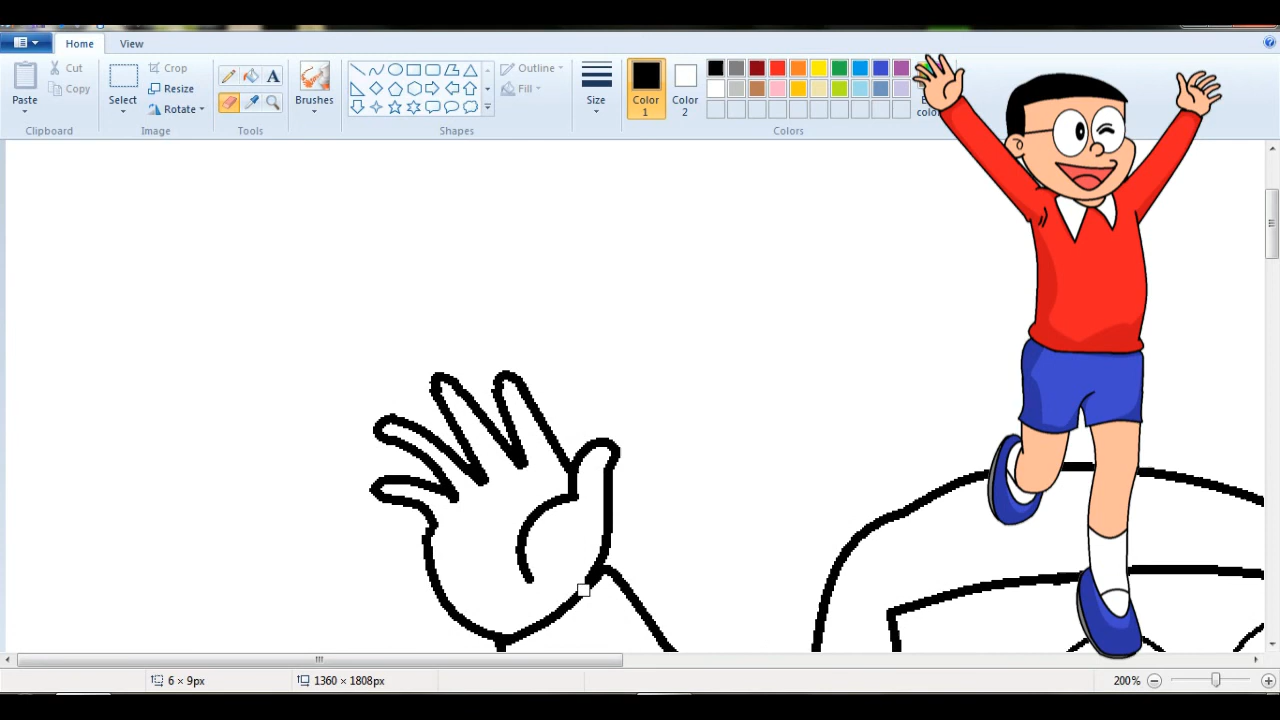 Home View
Paste
Cut
Copy
Clipboard
Select
Crop
Resize
Rotate
Image
A
Tools
Brushes
Outline
Fill
Shapes
Size
Color
1
Color
2
Colors
6 × 9px
1360 × 1808px
200%